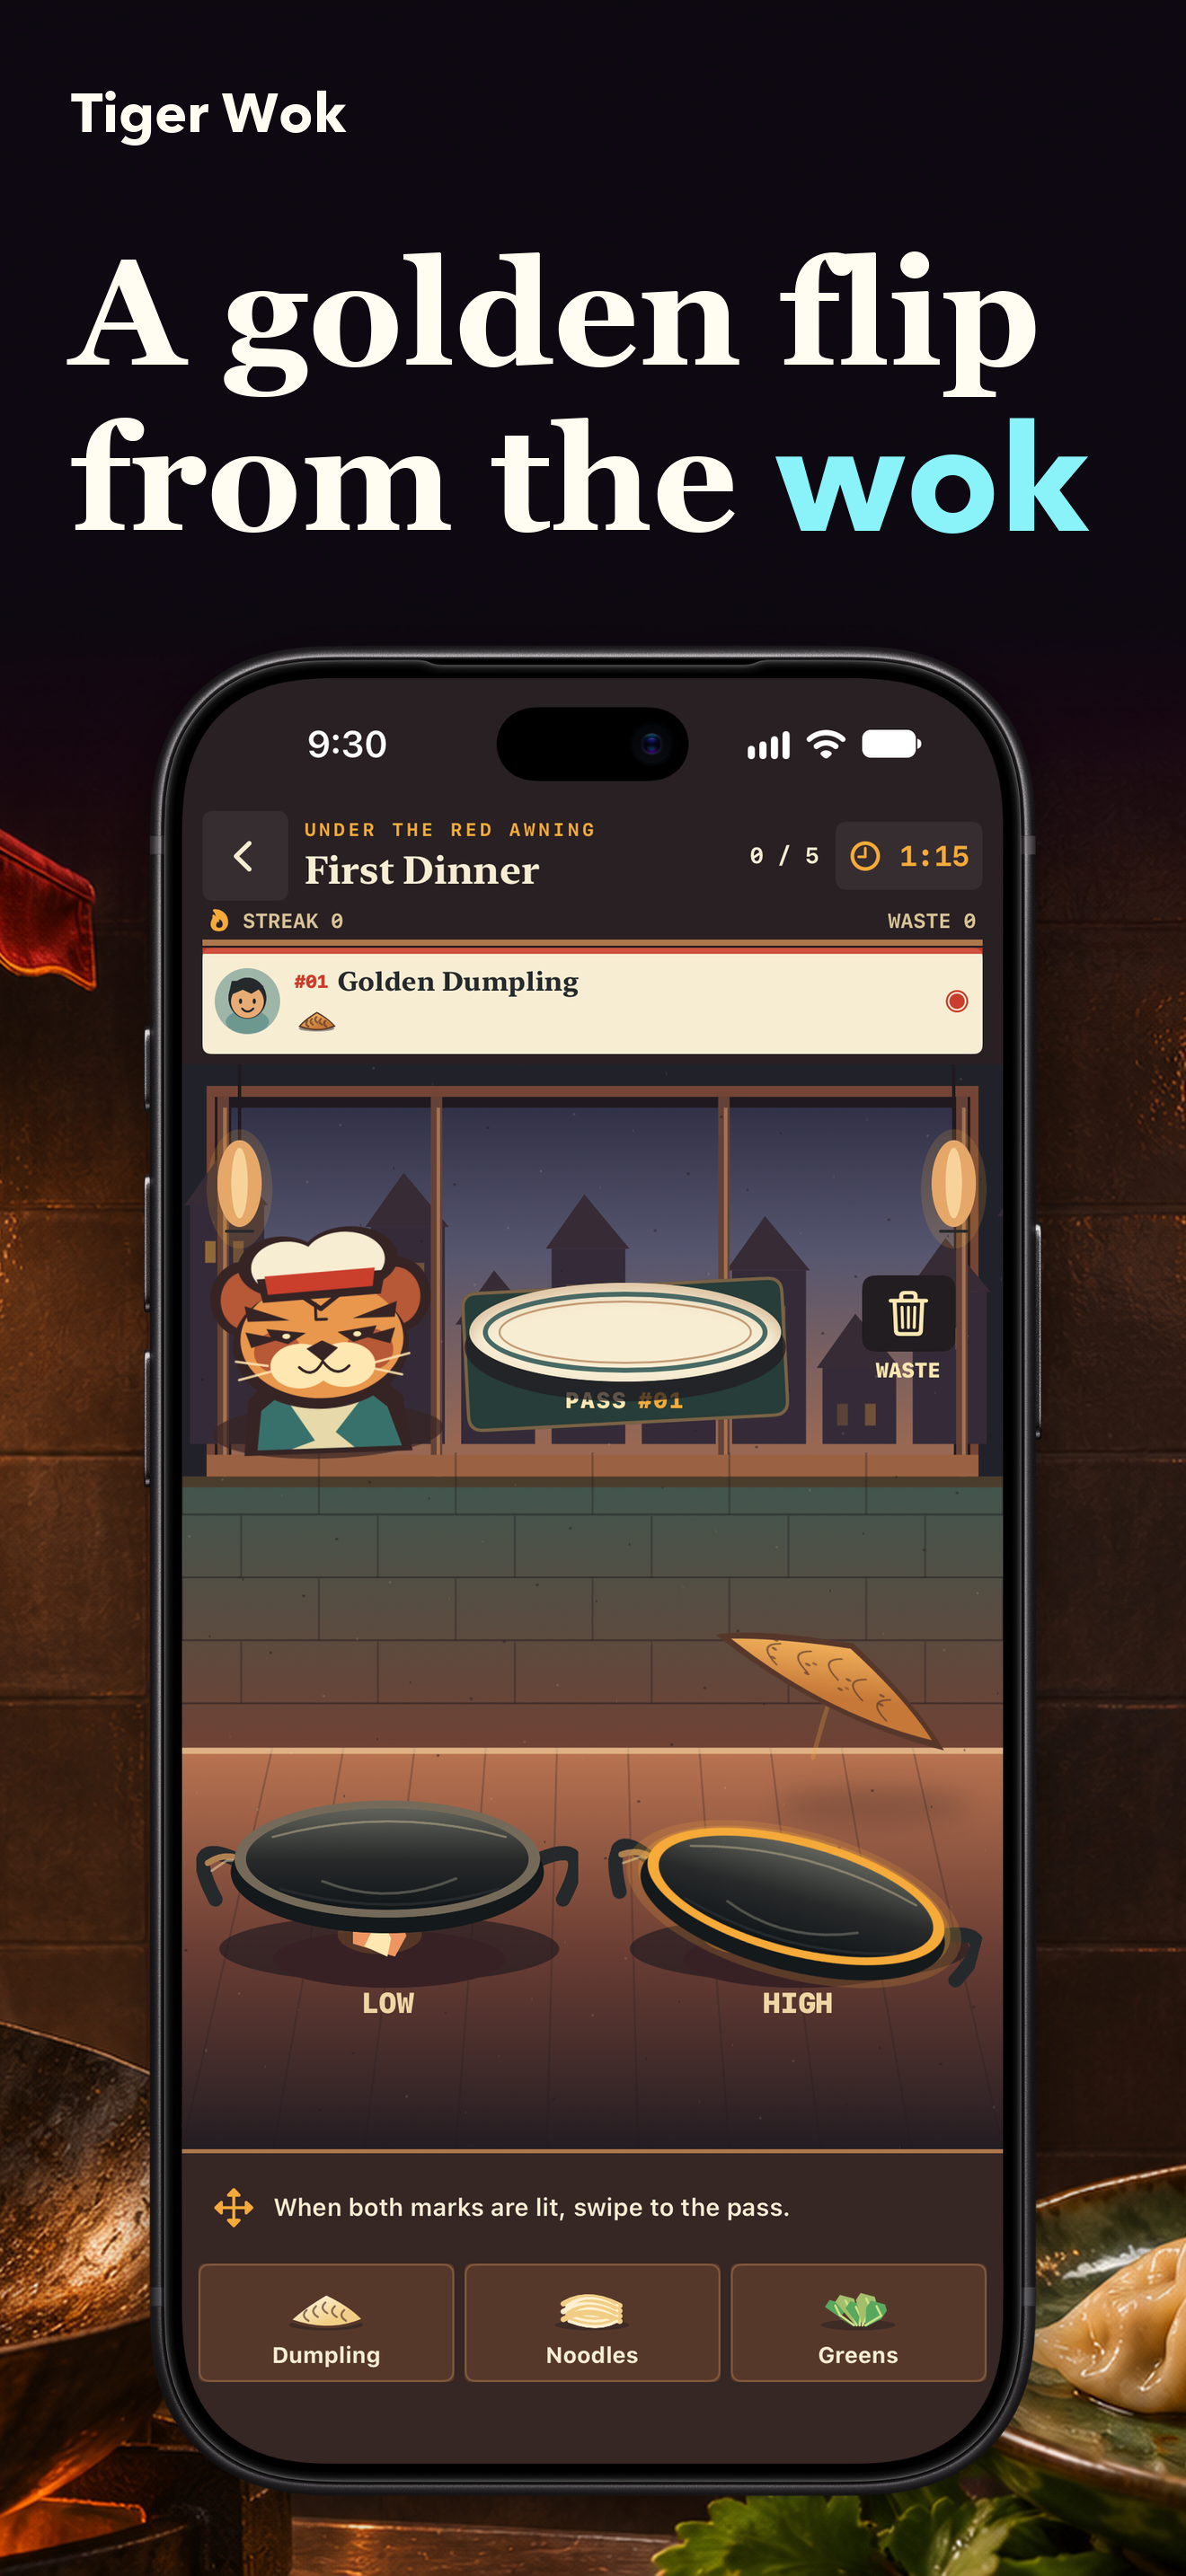 Tiger Wok
A golden flip
from the wok
9:30
UNDER THE RED AWNING
First Dinner
0 / 5
1:15
STREAK 0
WASTE 0
#01 Golden Dumpling
WASTE
PASS #01
LOW
HIGH
When both marks are lit, swipe to the pass.
Dumpling
Noodles
Greens